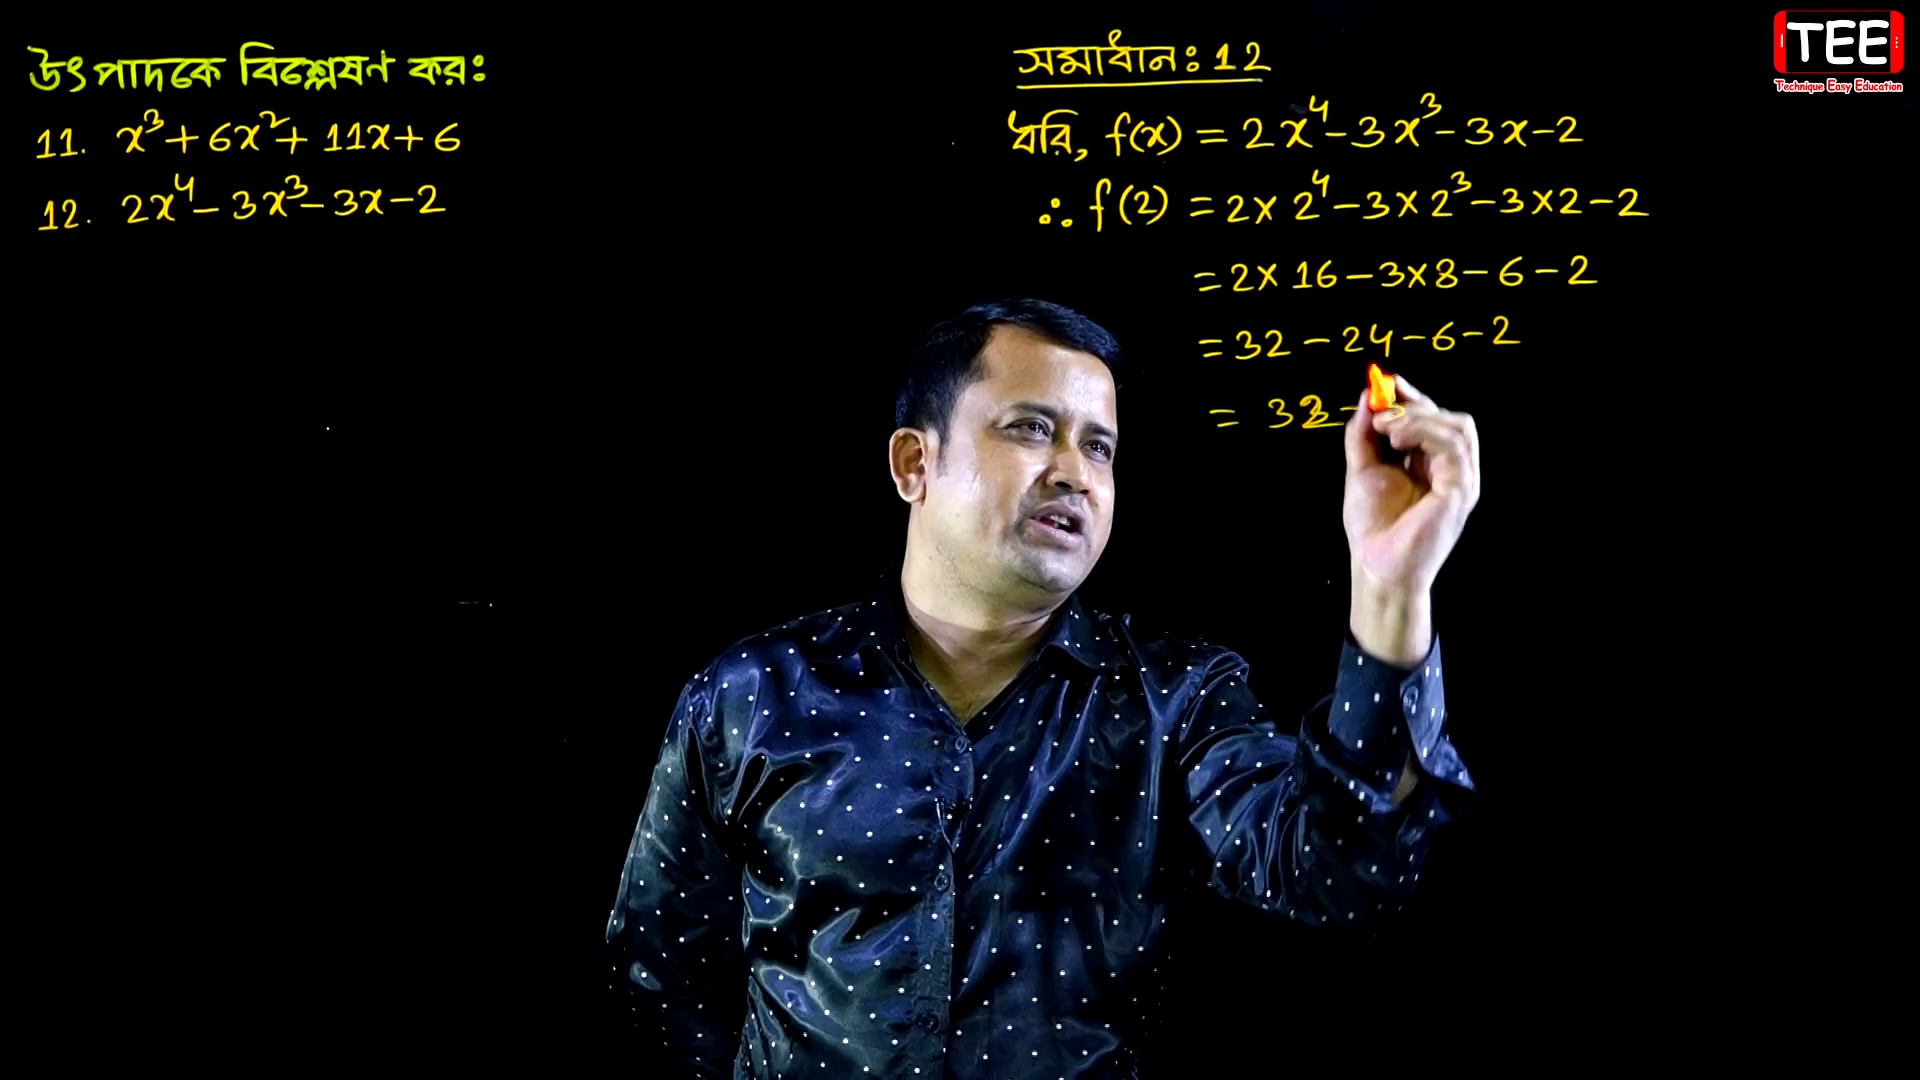 উৎপাদকে বিশ্লেষণ করঃ
11. x³ + 6x² + 11x + 6
12. 2x⁴ - 3x³ - 3x - 2
সমাধানঃ 12
ধরি, f(x) = 2x⁴ - 3x³ - 3x - 2
∴ f(2) = 2 × 2⁴ - 3 × 2³ - 3 × 2 - 2
= 2 × 16 - 3 × 8 - 6 - 2
= 32 - 24 - 6 - 2
= 32 -
TEE
Technique Easy Education